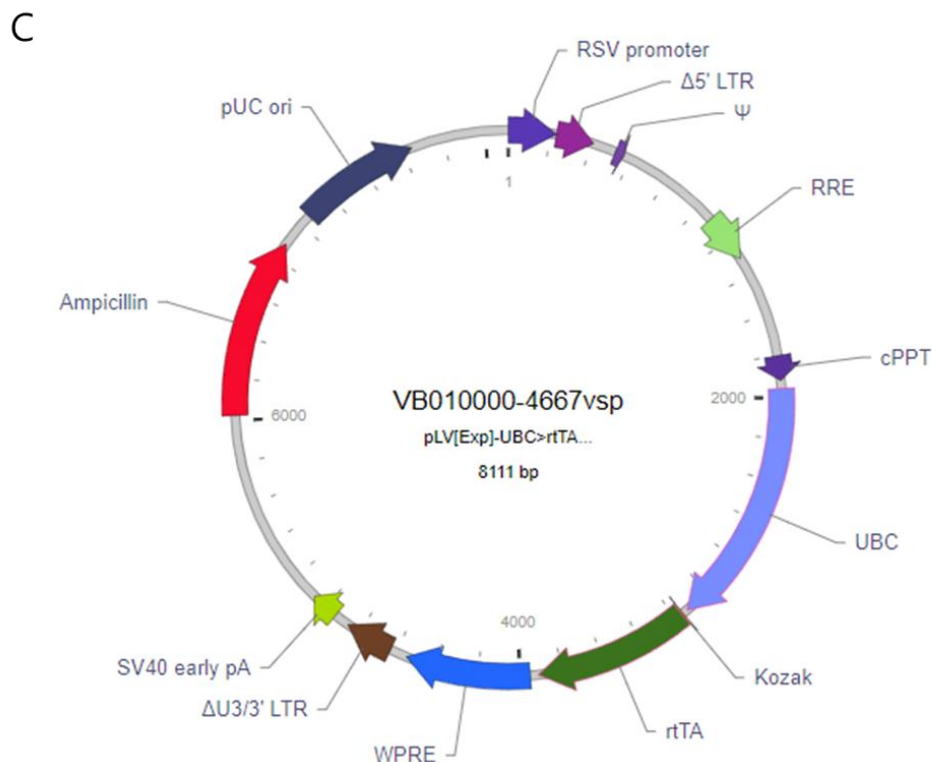 C
RSV promoter
Δ5' LTR
Ψ
pUC ori
1
RRE
Ampicillin
cPPT
VB010000-4667vsp
2000
6000
pLV[Exp]-UBC>rtTA...
8111 bp
UBC
4000
SV40 early pA
Kozak
ΔU3/3' LTR
rtTA
WPRE